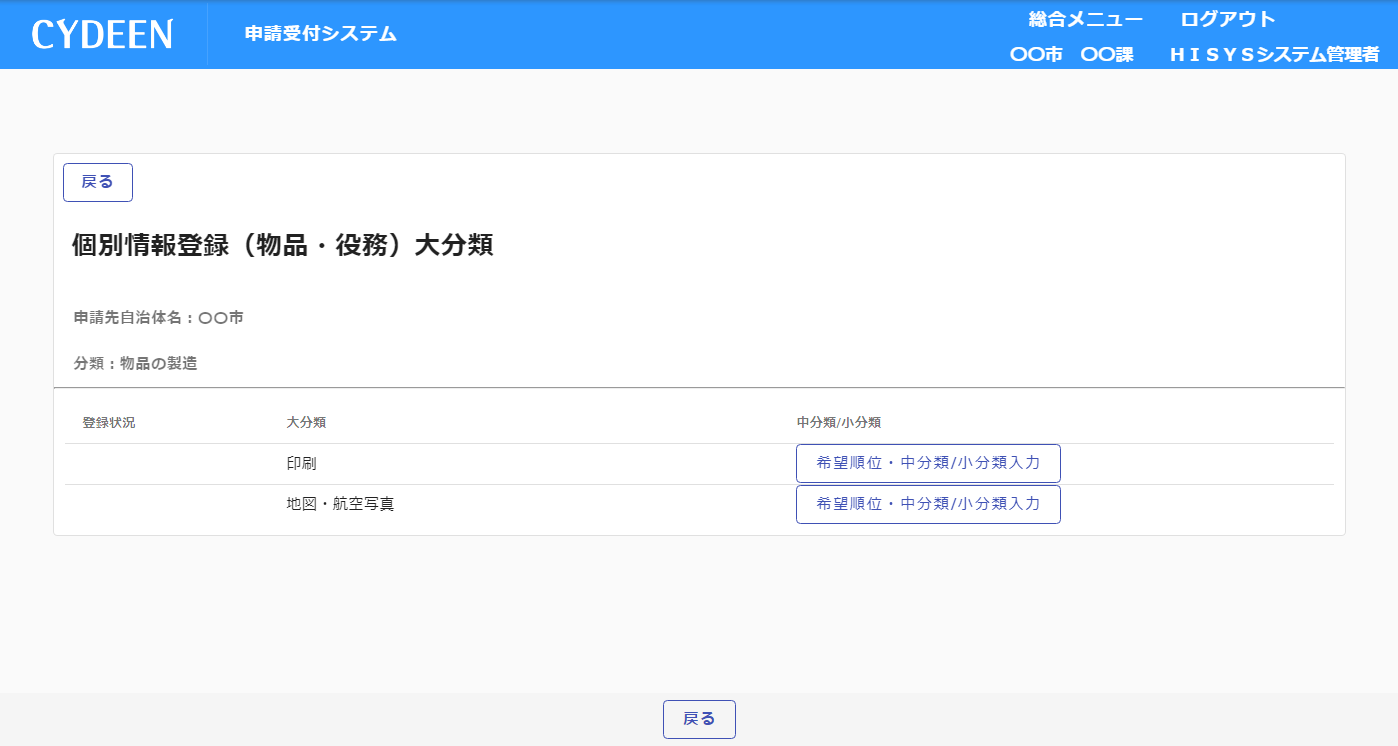 CYDEEN
申請受付システム
総合メニュー ログアウト
〇〇市 〇〇課 ＨＩＳＹＳシステム管理者
戻る
個別情報登録（物品・役務）大分類
申請先自治体名：〇〇市
分類：物品の製造
登録状況 大分類 中分類/小分類
印刷 希望順位・中分類/小分類入力
地図・航空写真 希望順位・中分類/小分類入力
戻る